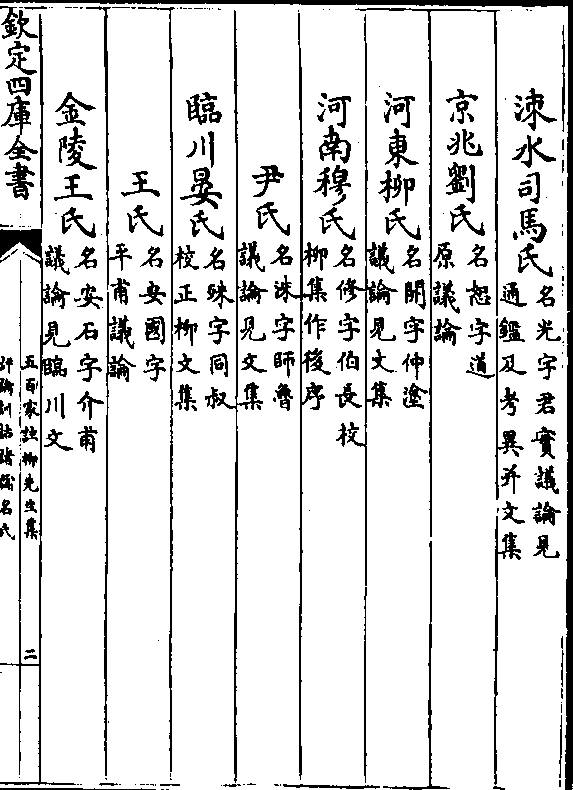 涑水司馬氏名光字君實議論見
通鑑及考異并文集
京兆劉氏名恕字道
原議論
河東柳氏名開字仲塗
議論見文集
河南穆氏名修字伯長校
柳集作後序
尹氏名洙字師魯
議論見文集
臨川晏氏名殊字同叔
校正柳文集
王氏名安國字
平甫議論
金陵王氏名安石字介甫
議論見臨川文
欽定四庫全書
五百家註柳先生集
評論訓詁諸儒名氏
二